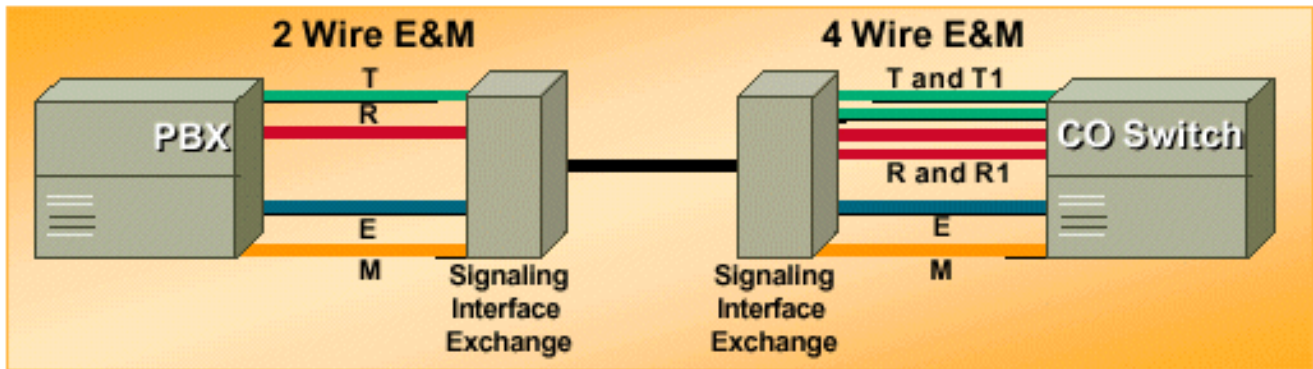 2 Wire E&M
4 Wire E&M
T
R
PBX
E
M
Signaling
Interface
Exchange
T and T1
CO Switch
R and R1
E
M
Signaling
Interface
Exchange